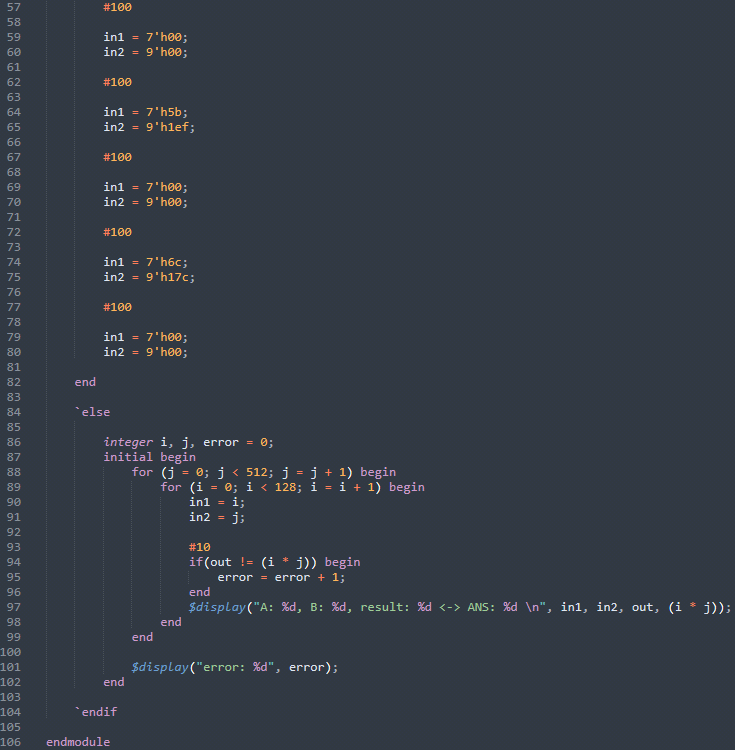 57 #100
58
59 in1 = 7'h00;
60 in2 = 9'h00;
61
62 #100
63
64 in1 = 7'h5b;
65 in2 = 9'h1ef;
66
67 #100
68
69 in1 = 7'h00;
70 in2 = 9'h00;
71
72 #100
73
74 in1 = 7'h6c;
75 in2 = 9'h17c;
76
77 #100
78
79 in1 = 7'h00;
80 in2 = 9'h00;
81
82 end
83
84 `else
85
86 integer i, j, error = 0;
87 initial begin
88 for (j = 0; j < 512; j = j + 1) begin
89 for (i = 0; i < 128; i = i + 1) begin
90 in1 = i;
91 in2 = j;
92
93 #10
94 if(out != (i * j)) begin
95 error = error + 1;
96 end
97 $display("A: %d, B: %d, result: %d <-> ANS: %d \n", in1, in2, out, (i * j));
98 end
99 end
100
101 $display("error: %d", error);
102 end
103
104 `endif
105
106 endmodule